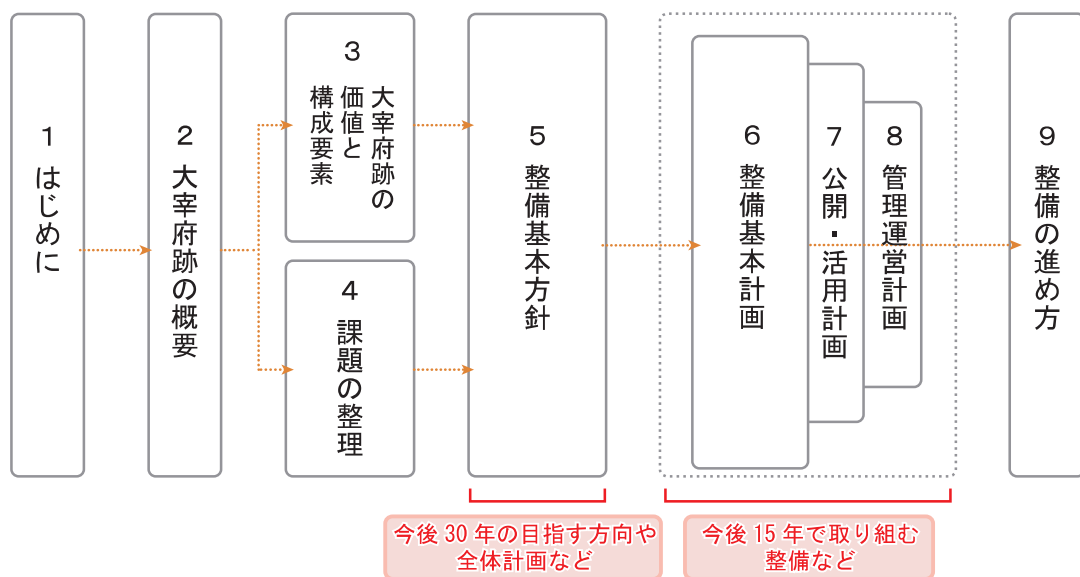 1 はじめに
2 大宰府跡の概要
3 大宰府跡の
価値と
構成要素
4 課題の整理
5 整備基本方針
6 整備基本計画
7 公開・活用計画
8 管理運営計画
9 整備の進め方
今後 30 年の目指す方向や
全体計画など
今後 15 年で取り組む
整備など